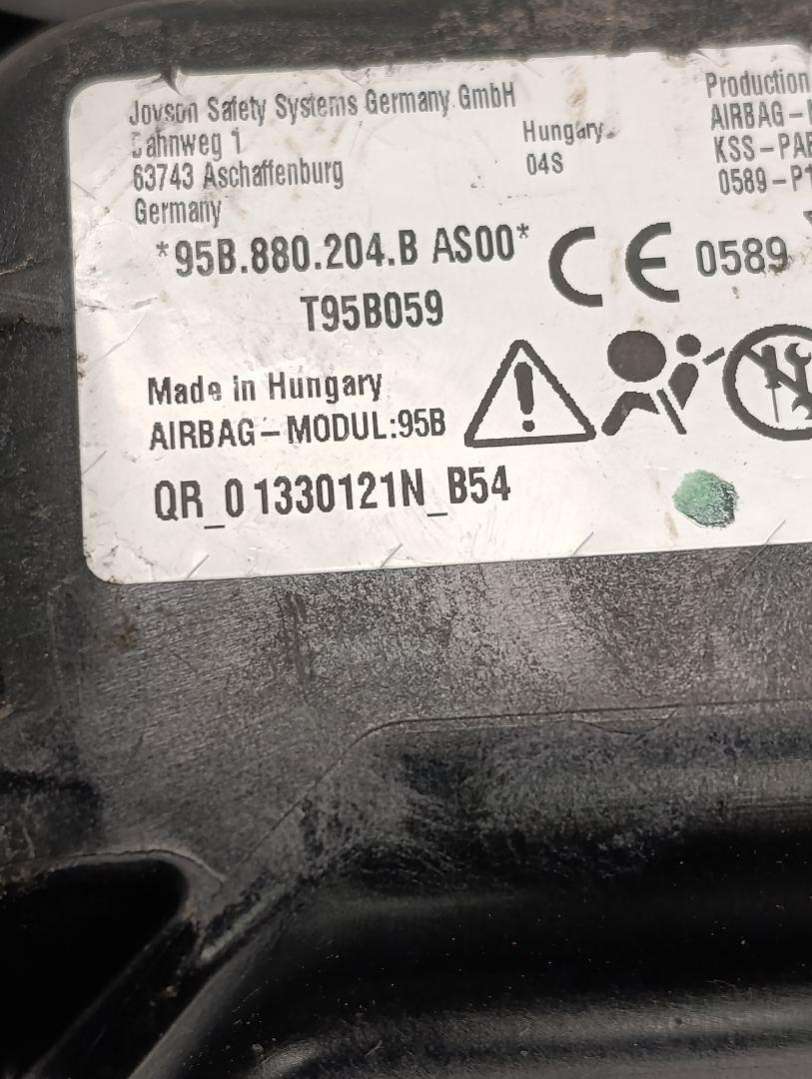 Joyson Safety Systems Germany GmbH
Bahnweg 1
63743 Aschaffenburg
Germany
Hungary
04S
Production
AIRBAG-
KSS-PAB
0589-P1
*95B.880.204.B AS00*
CE 0589
T95B059
Made in Hungary
AIRBAG-MODUL:95B
QR_01330121N_B54